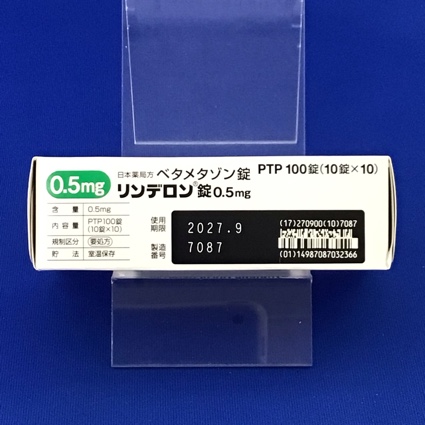 0.5mg
日本薬局方 ベタメタゾン錠 PTP 100錠(10錠×10)
リンデロン®錠0.5mg
含量 0.5mg
内容量 PTP100錠
(10錠×10)
規制区分 要処方
貯法 室温保存
使用
期限 2027.9
製造
番号 7087
(17)270900(10)7087
(01)14987087032366